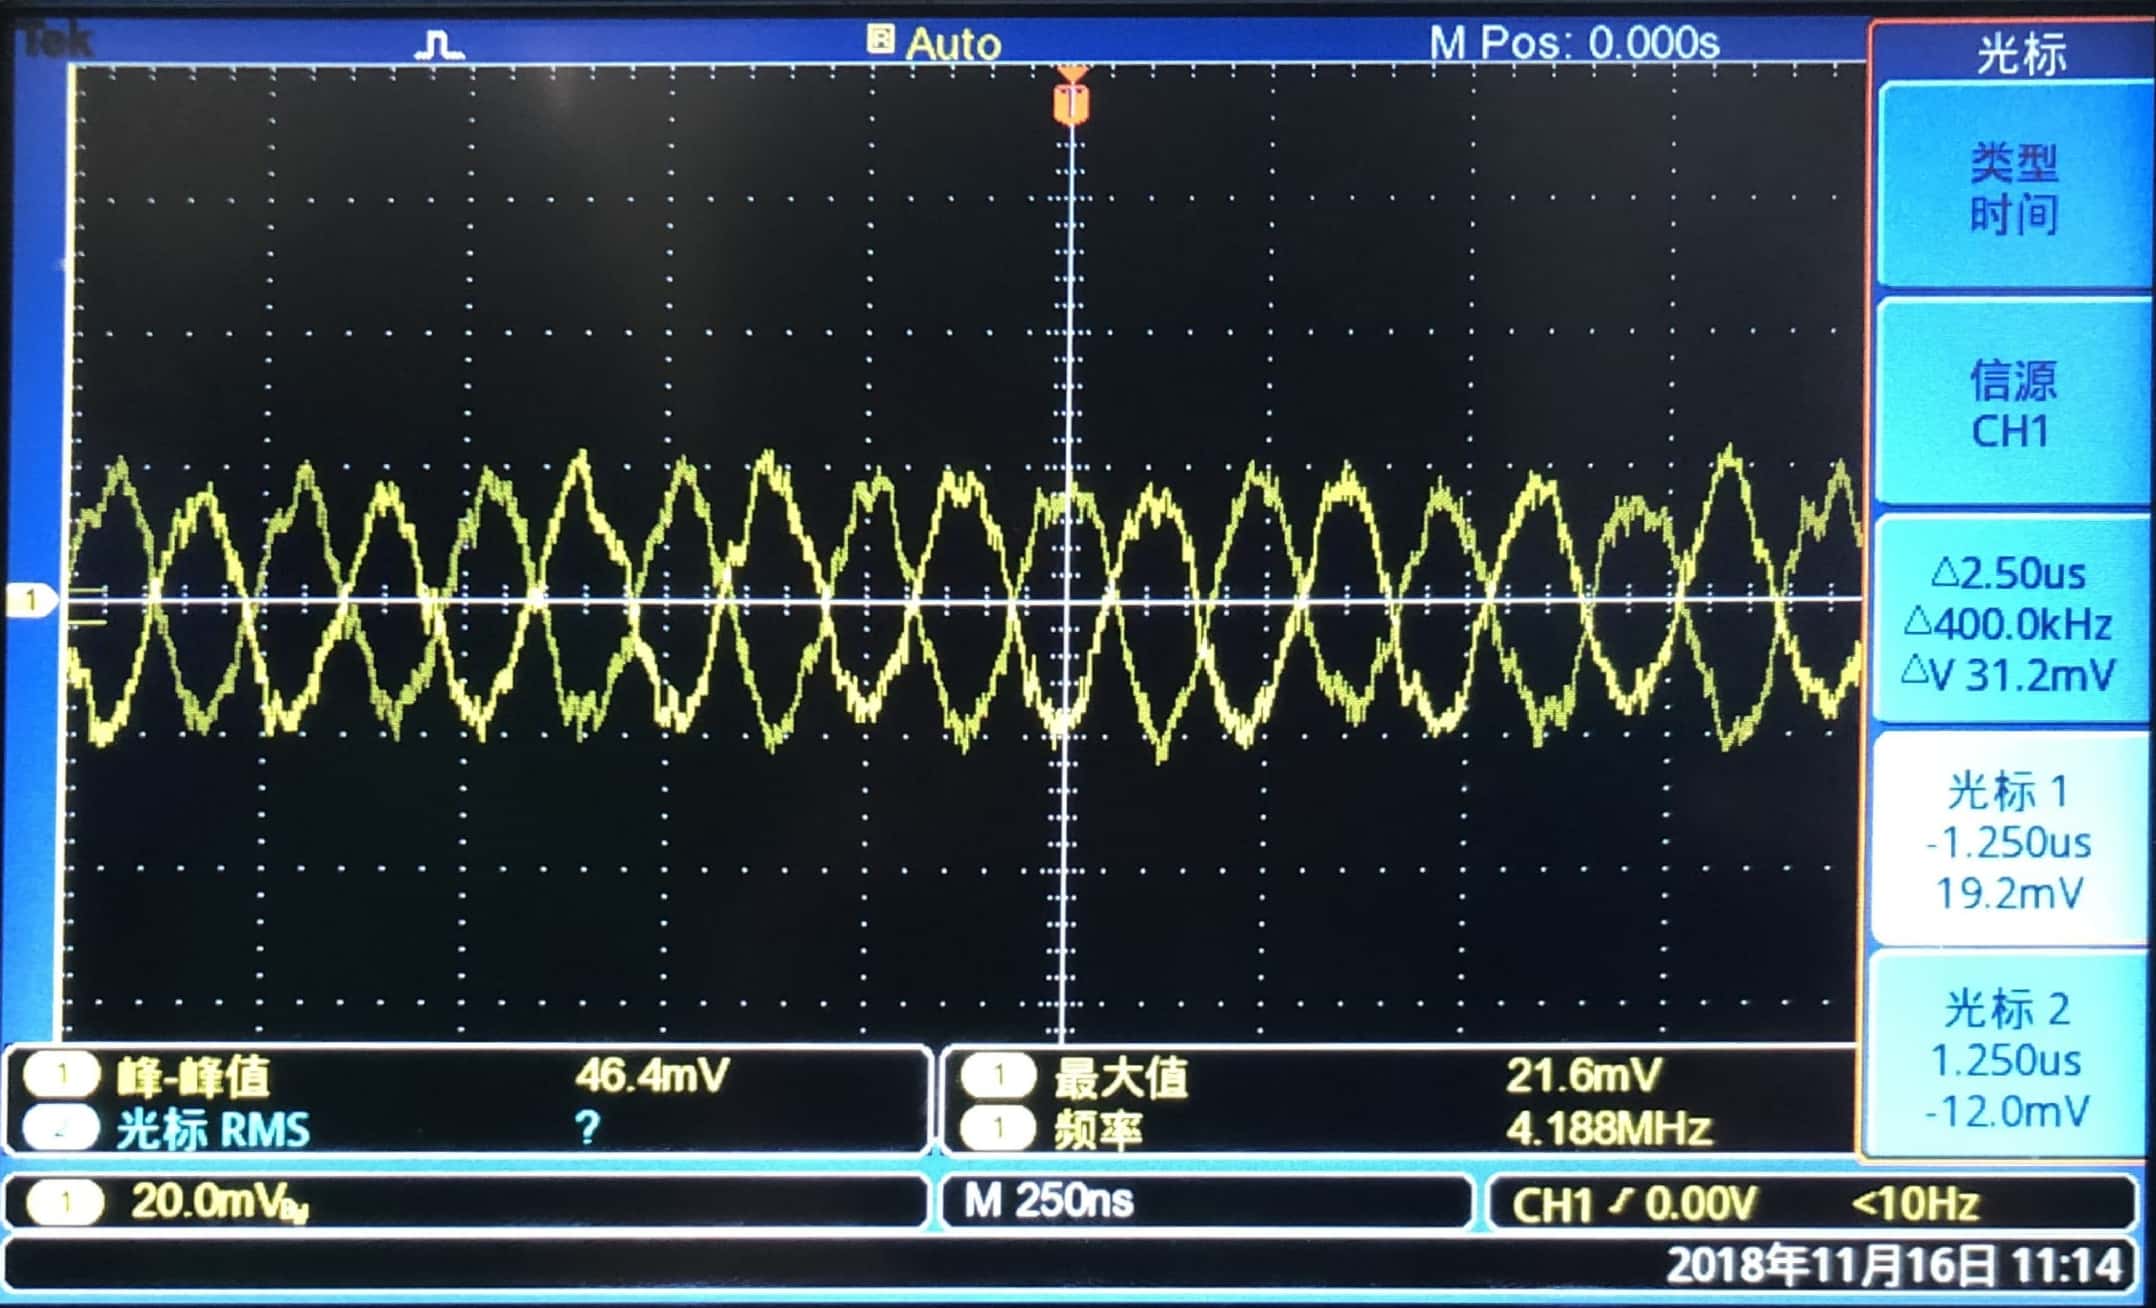 Tek
R Auto
M Pos: 0.000s
光标
T
类型
时间
信源
CH1
△2.50us
△400.0kHz
△V 31.2mV
1
光标 1
-1.250us
19.2mV
光标 2
1.250us
-12.0mV
1 峰-峰值 46.4mV
2 光标 RMS ?
1 最大值 21.6mV
1 频率 4.188MHz
1 20.0mV
M 250ns
CH1 0.00V <10Hz
2018年11月16日 11:14